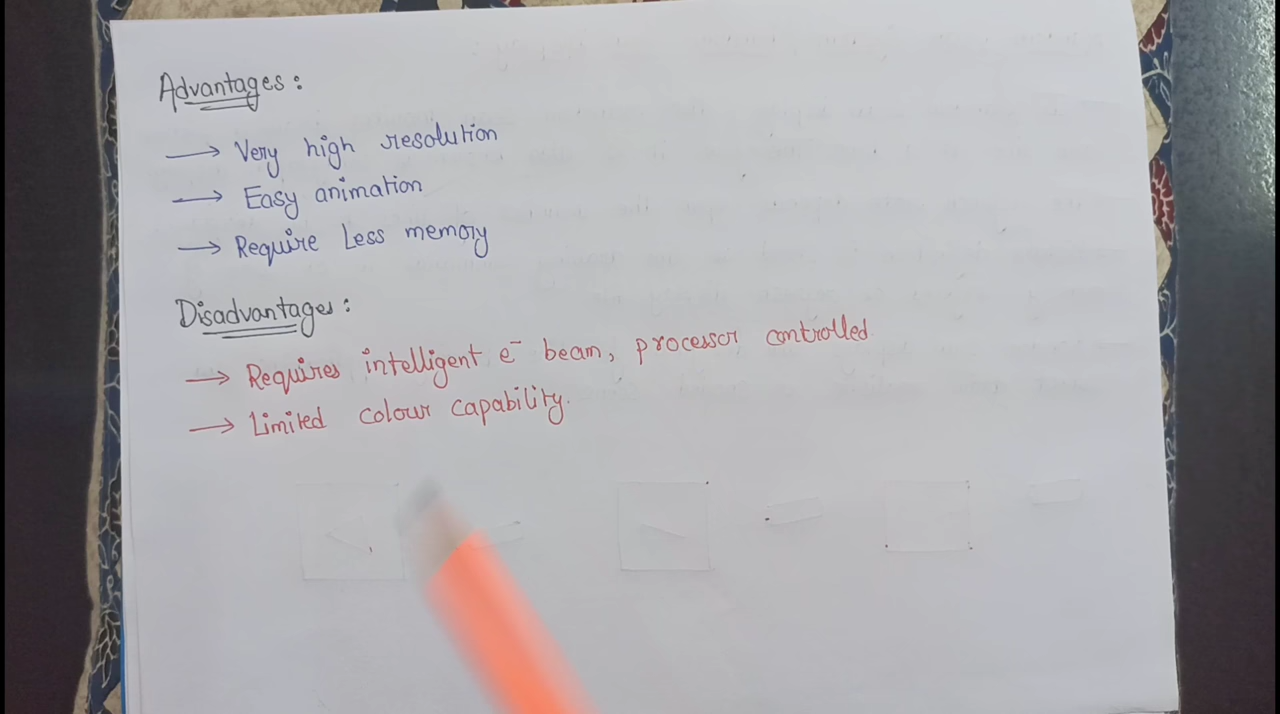 Advantages:
→ Very high resolution
→ Easy animation
→ Require Less memory
Disadvantages:
→ Requires intelligent e⁻ beam, processor controlled
→ Limited colour capability.